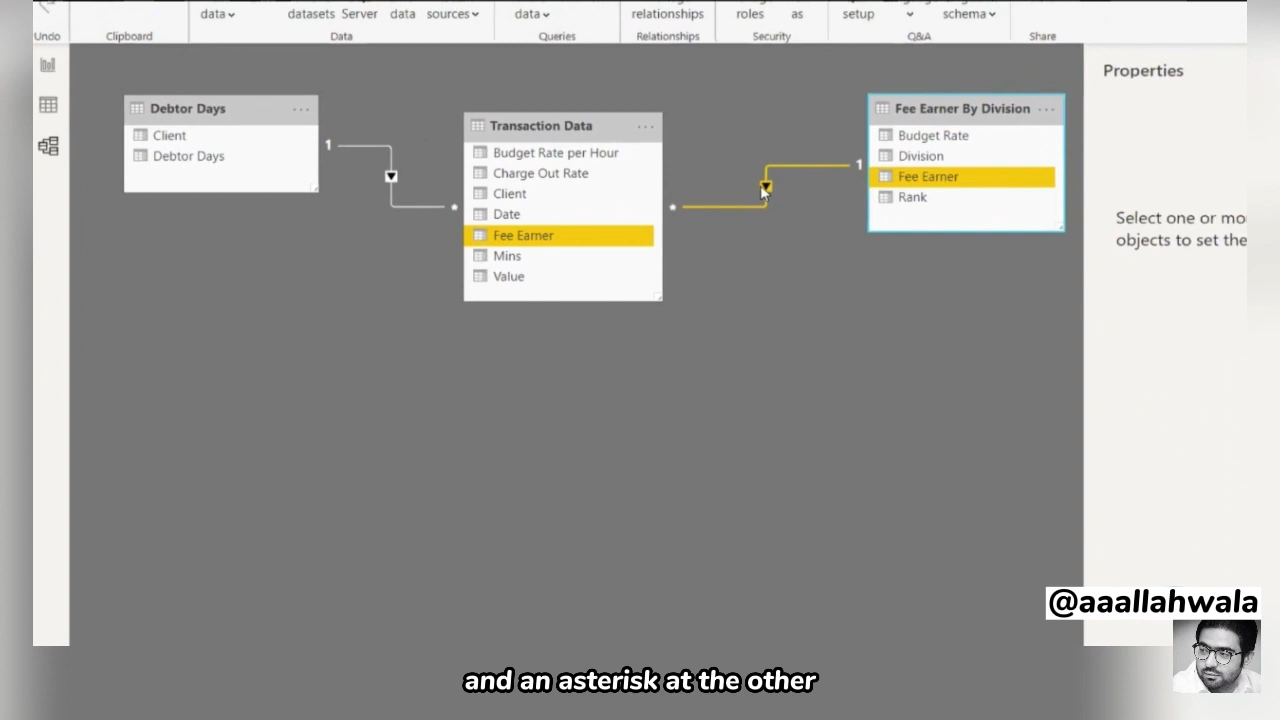 data datasets Server data sources data relationships roles as setup schema
Undo Clipboard Data Queries Relationships Security Q&A Share
Properties
Debtor Days ...
Client
Debtor Days
1
*
Transaction Data ...
Budget Rate per Hour
Charge Out Rate
Client
Date
Fee Earner
Mins
Value
*
1
Fee Earner By Division ...
Budget Rate
Division
Fee Earner
Rank
Select one or mo
objects to set the
@aaallahwala
and an asterisk at the other